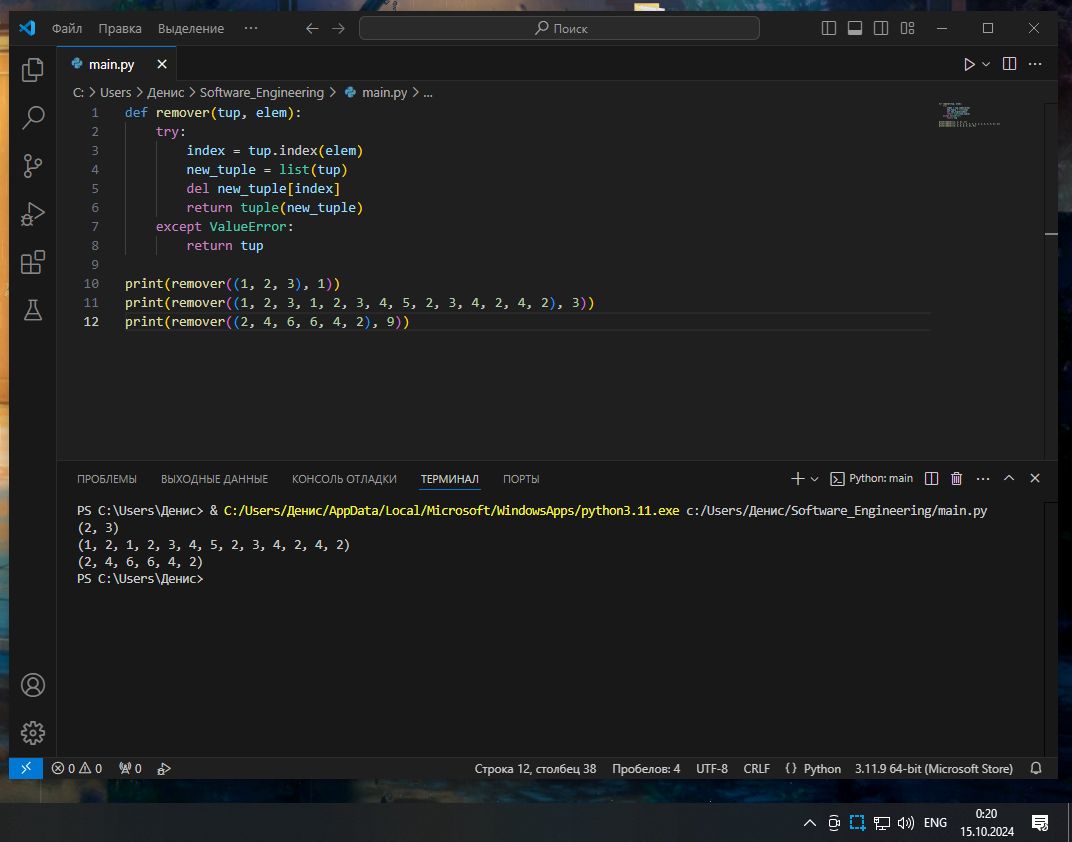 Файл Правка Выделение ··· Поиск
main.py
C: > Users > Денис > Software_Engineering > main.py > ...
1 def remover(tup, elem):
2 try:
3 index = tup.index(elem)
4 new_tuple = list(tup)
5 del new_tuple[index]
6 return tuple(new_tuple)
7 except ValueError:
8 return tup
9
10 print(remover((1, 2, 3), 1))
11 print(remover((1, 2, 3, 1, 2, 3, 4, 5, 2, 3, 4, 2, 4, 2), 3))
12 print(remover((2, 4, 6, 6, 4, 2), 9))
ПРОБЛЕМЫ ВЫХОДНЫЕ ДАННЫЕ КОНСОЛЬ ОТЛАДКИ ТЕРМИНАЛ ПОРТЫ Python: main
PS C:\Users\Денис> & C:/Users/Денис/AppData/Local/Microsoft/WindowsApps/python3.11.exe c:/Users/Денис/Software_Engineering/main.py
(2, 3)
(1, 2, 1, 2, 3, 4, 5, 2, 3, 4, 2, 4, 2)
(2, 4, 6, 6, 4, 2)
PS C:\Users\Денис>
0 0 0 Строка 12, столбец 38 Пробелов: 4 UTF-8 CRLF {} Python 3.11.9 64-bit (Microsoft Store)
ENG 0:20
15.10.2024